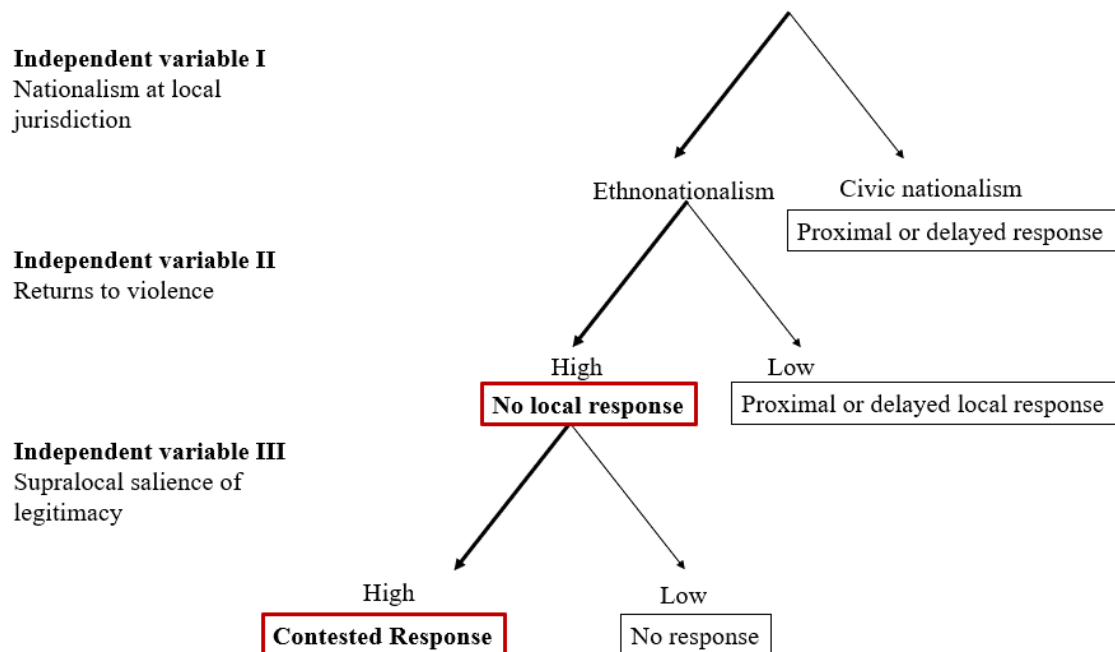 Independent variable I
Nationalism at local
jurisdiction
Ethnonationalism
Civic nationalism
Proximal or delayed response
Independent variable II
Returns to violence
High
Low
No local response
Proximal or delayed local response
Independent variable III
Supralocal salience of
legitimacy
High
Low
Contested Response
No response